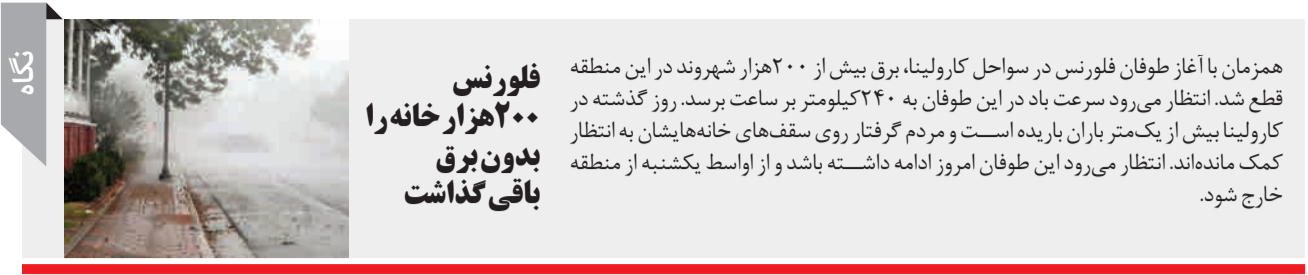 نگاه
فلورنس
۲۰۰هزار خانه را
بدون برق
باقی گذاشت
همزمان با آغاز طوفان فلورنس در سواحل کارولینا، برق بیش از ۲۰۰هزار شهروند در این منطقه
قطع شد. انتظار می‌رود سرعت باد در این طوفان به ۲۴۰کیلومتر بر ساعت برسد. روز گذشته در
کارولینا بیش از یک‌متر باران باریده اســت و مردم گرفتار روی سقف‌های خانه‌هایشان به انتظار
کمک مانده‌اند. انتظار می‌رود این طوفان امروز ادامه داشــته باشد و از اواسط یکشنبه از منطقه
خارج شود.